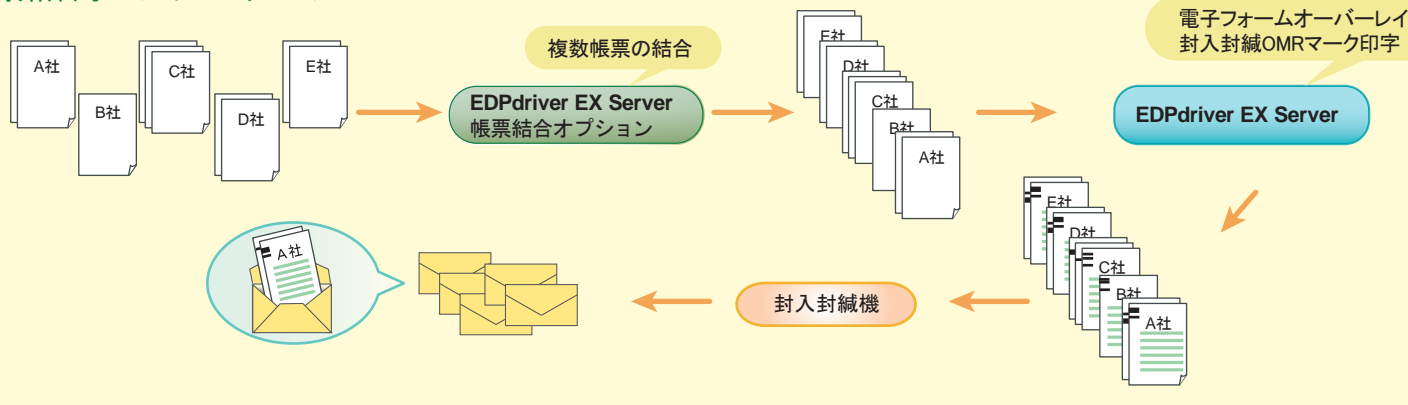 A社
B社
C社
D社
E社
複数帳票の結合
EDPdriver EX Server
帳票結合オプション
E社
D社
C社
B社
A社
電子フォームオーバーレイ
封入封緘OMRマーク印字
EDPdriver EX Server
E社
D社
C社
B社
A社
封入封緘機
A社